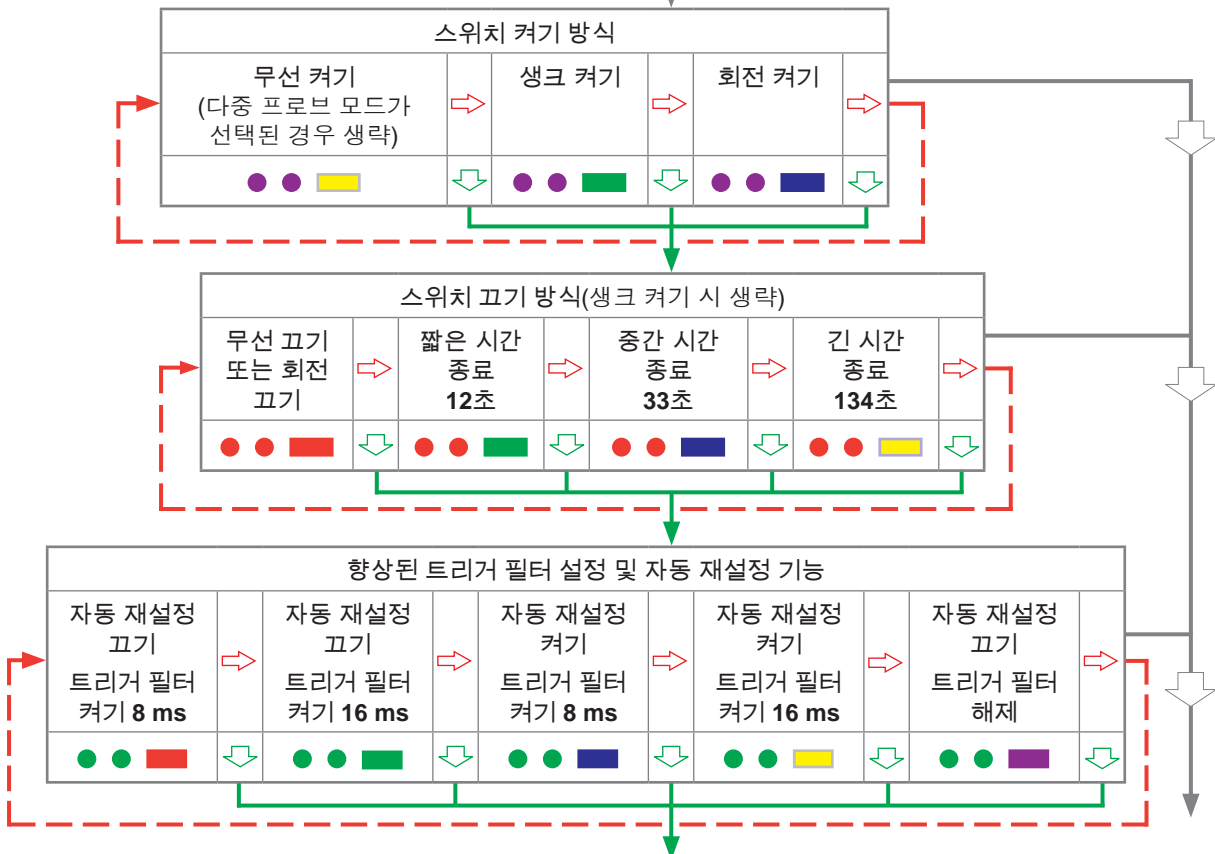 스위치 켜기 방식
무선 켜기
(다중 프로브 모드가
선택된 경우 생략)
생크 켜기
회전 켜기
스위치 끄기 방식(생크 켜기 시 생략)
무선 끄기
또는 회전
끄기
짧은 시간
종료
12초
중간 시간
종료
33초
긴 시간
종료
134초
향상된 트리거 필터 설정 및 자동 재설정 기능
자동 재설정
끄기
트리거 필터
켜기 8 ms
자동 재설정
끄기
트리거 필터
켜기 16 ms
자동 재설정
켜기
트리거 필터
켜기 8 ms
자동 재설정
켜기
트리거 필터
켜기 16 ms
자동 재설정
끄기
트리거 필터
해제